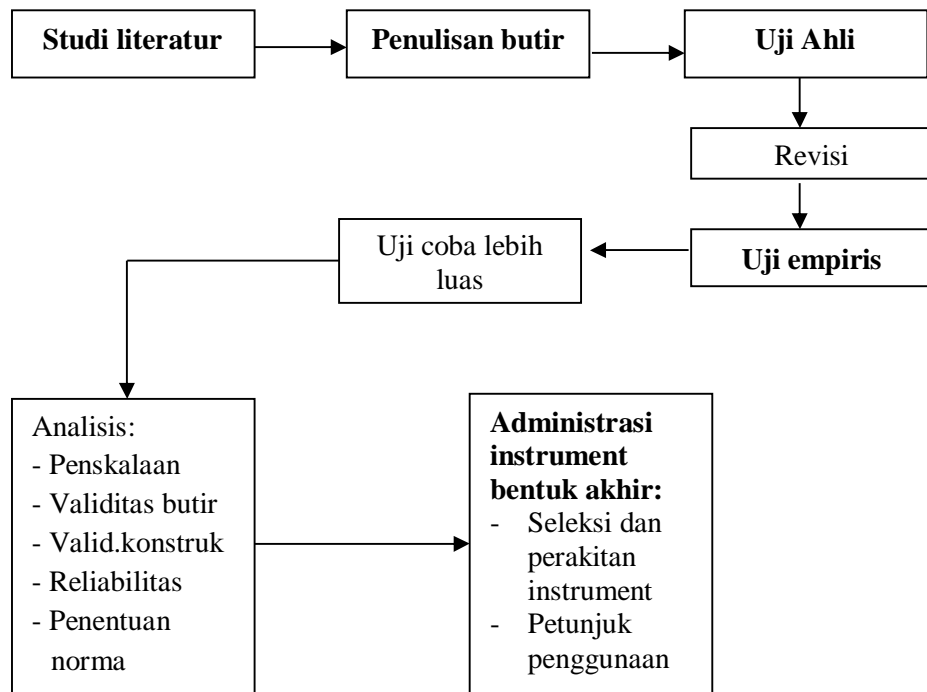 Studi literatur
Penulisan butir
Uji Ahli
Revisi
Uji empiris
Uji coba lebih
luas
Analisis:
- Penskalaan
- Validitas butir
- Valid.konstruk
- Reliabilitas
- Penentuan
norma
Administrasi
instrument
bentuk akhir:
- Seleksi dan
perakitan
instrument
- Petunjuk
penggunaan